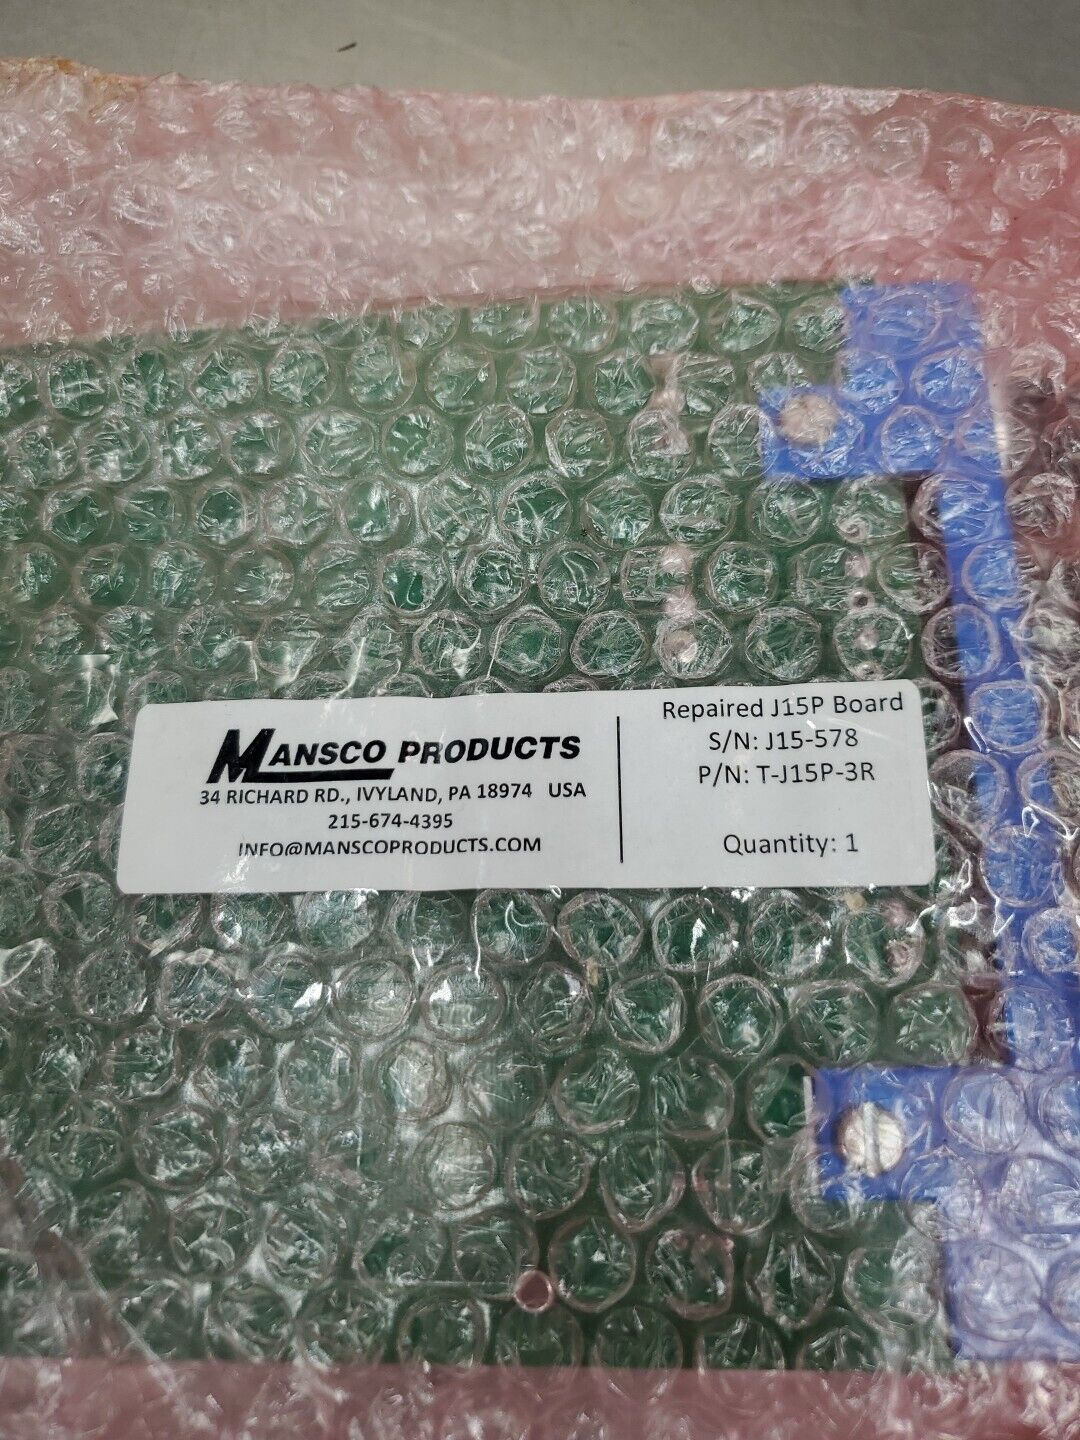 MANSCO PRODUCTS
34 RICHARD RD., IVYLAND, PA 18974 USA
215-674-4395
INFO@MANSCOPRODUCTS.COM
Repaired J15P Board
S/N: J15-578
P/N: T-J15P-3R
Quantity: 1